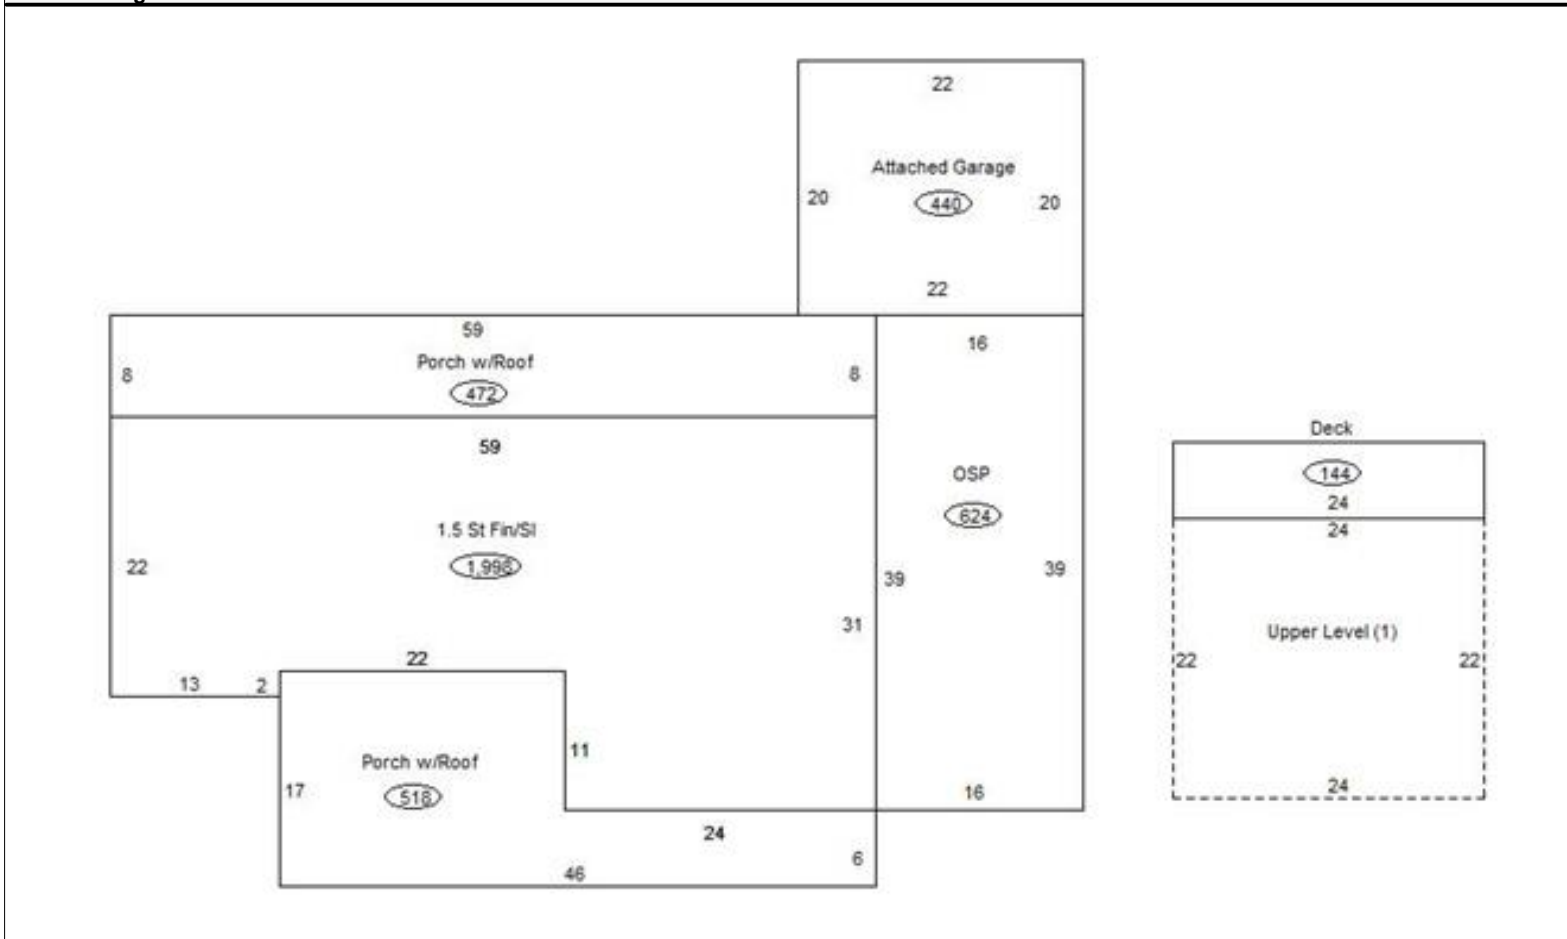 22
Attached Garage
20 440 20
22
59
16
Porch w/Roof
8 8
472
Deck
59
144
OSP
24
624
24
1.5 St Fin/Sl
1,998
22 39 39
31
Upper Level (1)
22
22 22
13 2
11
Porch w/Roof
17 518 16
24
24
6
46